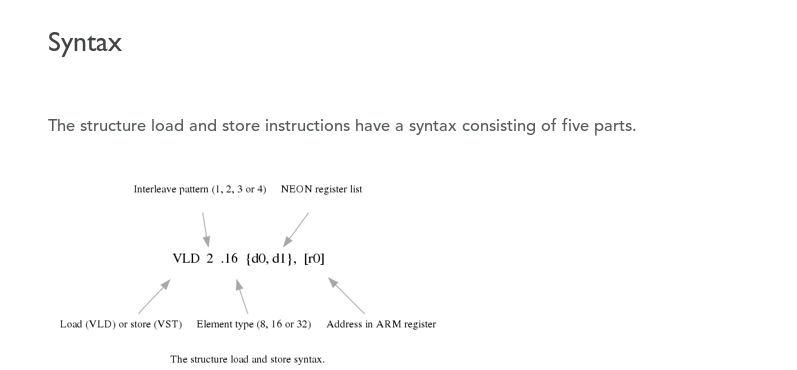 Syntax
The structure load and store instructions have a syntax consisting of five parts.
Interleave pattern (1, 2, 3 or 4) NEON register list
VLD 2 .16 {d0, d1}, [r0]
Load (VLD) or store (VST) Element type (8, 16 or 32) Address in ARM register
The structure load and store syntax.